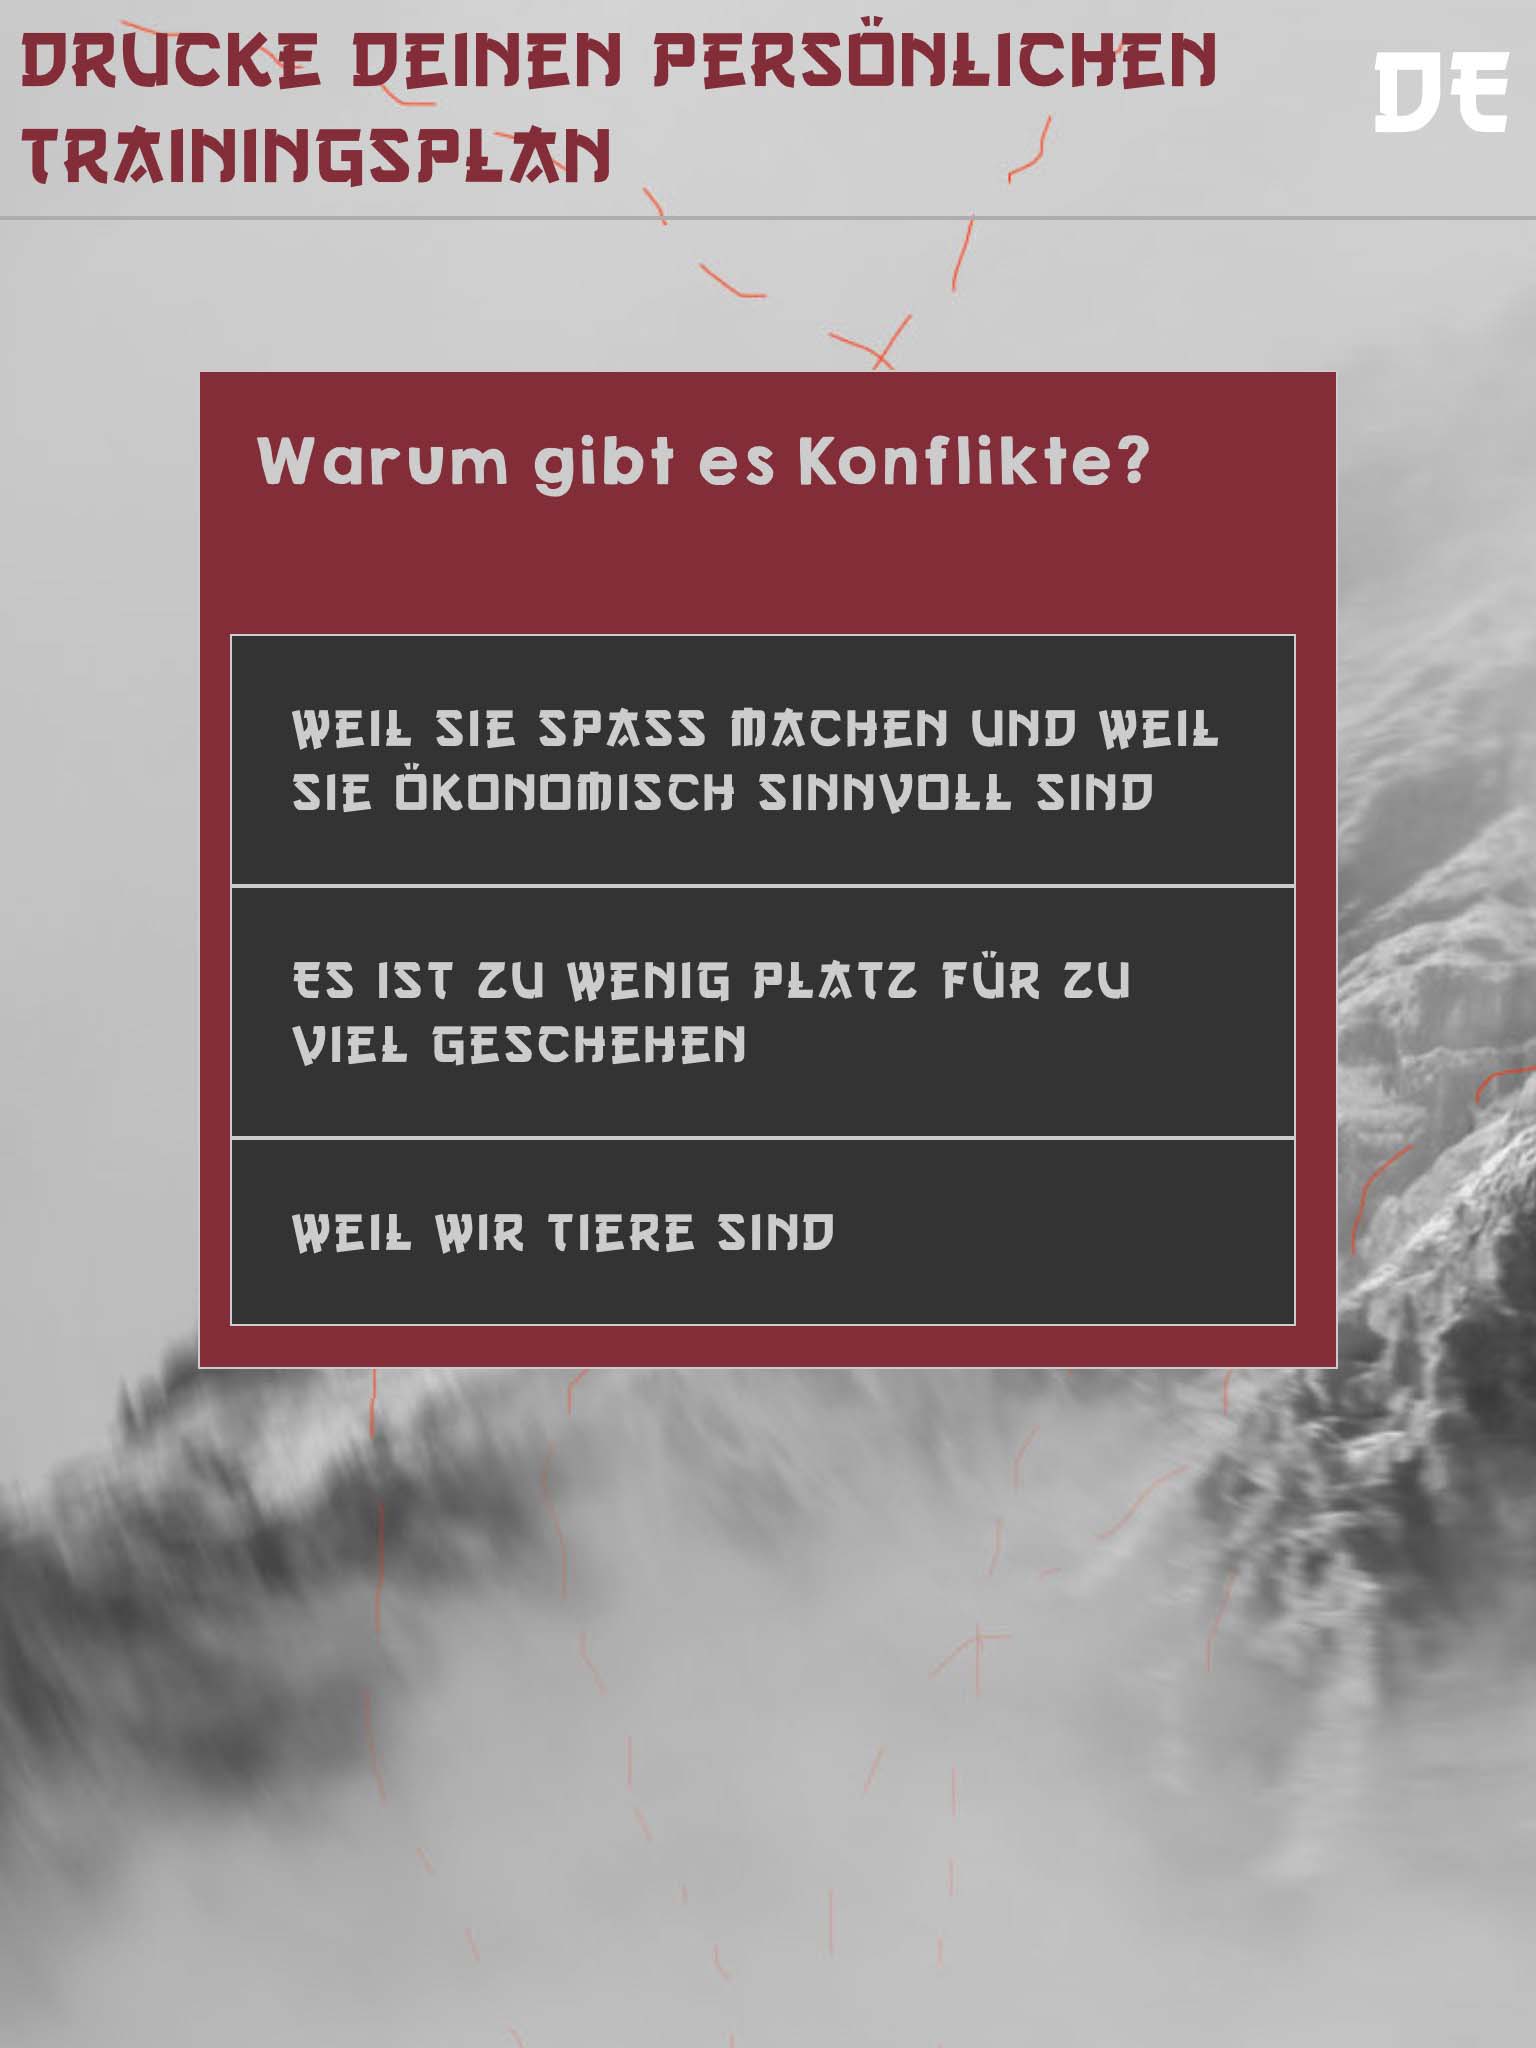 DRUCKE DEINEN PERSÖNLICHEN
TRAININGSPLAN
DE
Warum gibt es Konflikte?
WEIL SIE SPASS MACHEN UND WEIL
SIE ÖKONOMISCH SINNVOLL SIND
ES IST ZU WENIG PLATZ FÜR ZU
VIEL GESCHEHEN
WEIL WIR TIERE SIND